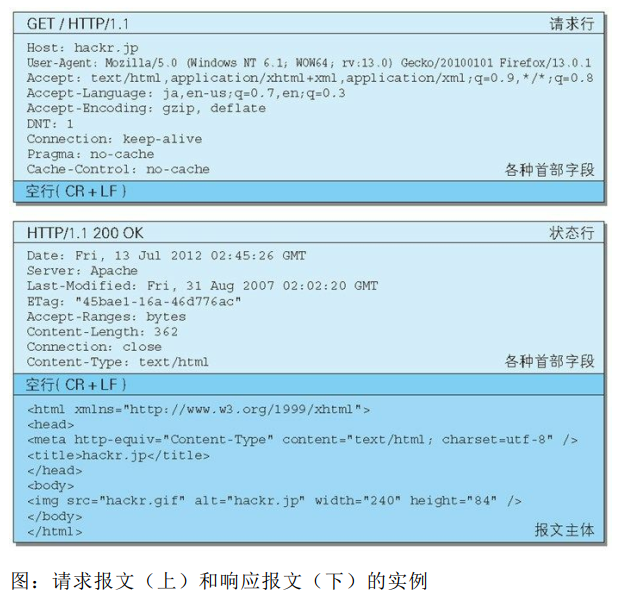 GET / HTTP/1.1 请求行
Host: hackr.jp
User-Agent: Mozilla/5.0 (Windows NT 6.1; WOW64; rv:13.0) Gecko/20100101 Firefox/13.0.1
Accept: text/html,application/xhtml+xml,application/xml;q=0.9,*/*;q=0.8
Accept-Language: ja,en-us;q=0.7,en;q=0.3
Accept-Encoding: gzip, deflate
DNT: 1
Connection: keep-alive
Pragma: no-cache
Cache-Control: no-cache 各种首部字段
空行( CR + LF )
HTTP/1.1 200 OK 状态行
Date: Fri, 13 Jul 2012 02:45:26 GMT
Server: Apache
Last-Modified: Fri, 31 Aug 2007 02:02:20 GMT
ETag: "45bae1-16a-46d776ac"
Accept-Ranges: bytes
Content-Length: 362
Connection: close
Content-Type: text/html 各种首部字段
空行( CR + LF )
<html xmlns="http://www.w3.org/1999/xhtml">
<head>
<meta http-equiv="Content-Type" content="text/html; charset=utf-8" />
<title>hackr.jp</title>
</head>
<body>
<img src="hackr.gif" alt="hackr.jp" width="240" height="84" />
</body>
</html> 报文主体
图：请求报文（上）和响应报文（下）的实例